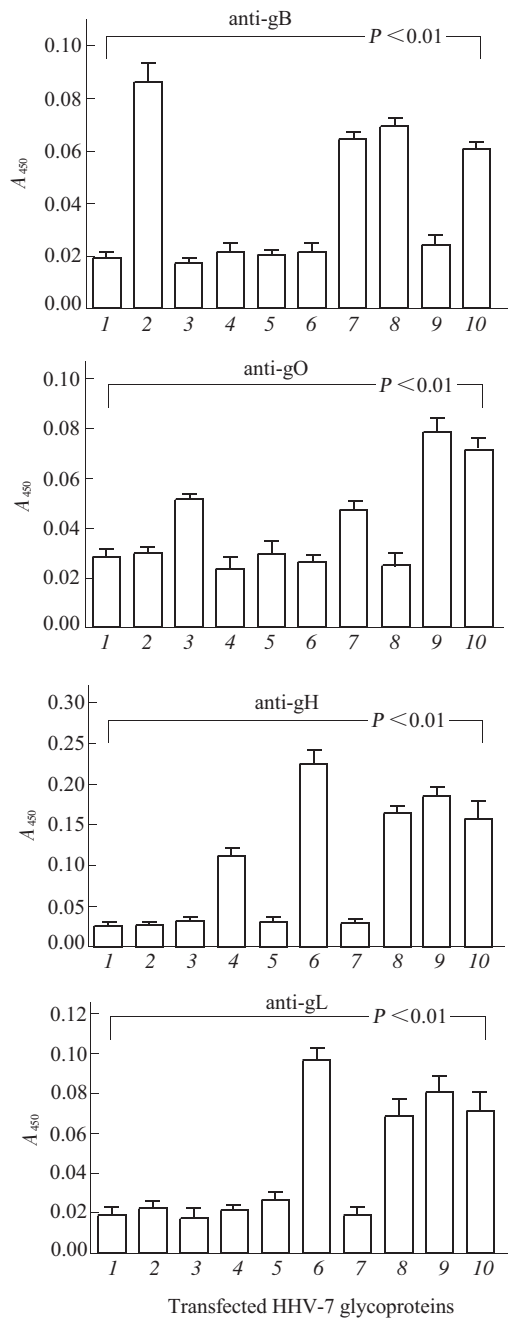 anti-gB
P <0.01
0.10
0.08
0.06
0.04
0.02
0.00
A450
1 2 3 4 5 6 7 8 9 10
anti-gO
P <0.01
0.10
0.08
0.06
0.04
0.02
0.00
A450
1 2 3 4 5 6 7 8 9 10
anti-gH
P <0.01
0.30
0.25
0.20
0.15
0.10
0.05
0.00
A450
1 2 3 4 5 6 7 8 9 10
anti-gL
P <0.01
0.12
0.10
0.08
0.06
0.04
0.02
0.00
A450
1 2 3 4 5 6 7 8 9 10
Transfected HHV-7 glycoproteins